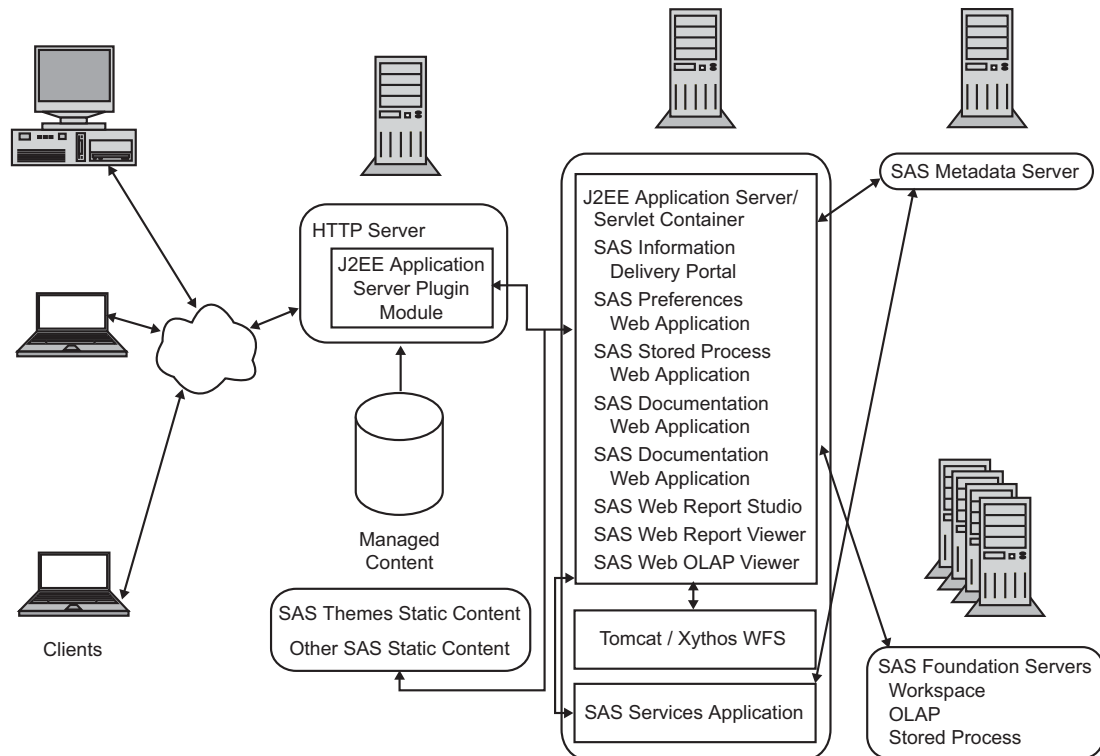 SAS Metadata Server
HTTP Server
J2EE Application
Server Plugin
Module
J2EE Application Server/
Servlet Container
SAS Information
Delivery Portal
SAS Preferences
Web Application
SAS Stored Process
Web Application
SAS Documentation
Web Application
SAS Documentation
Web Application
SAS Web Report Studio
SAS Web Report Viewer
SAS Web OLAP Viewer
Managed
Content
SAS Themes Static Content
Other SAS Static Content
Clients
Tomcat / Xythos WFS
SAS Services Application
SAS Foundation Servers
Workspace
OLAP
Stored Process